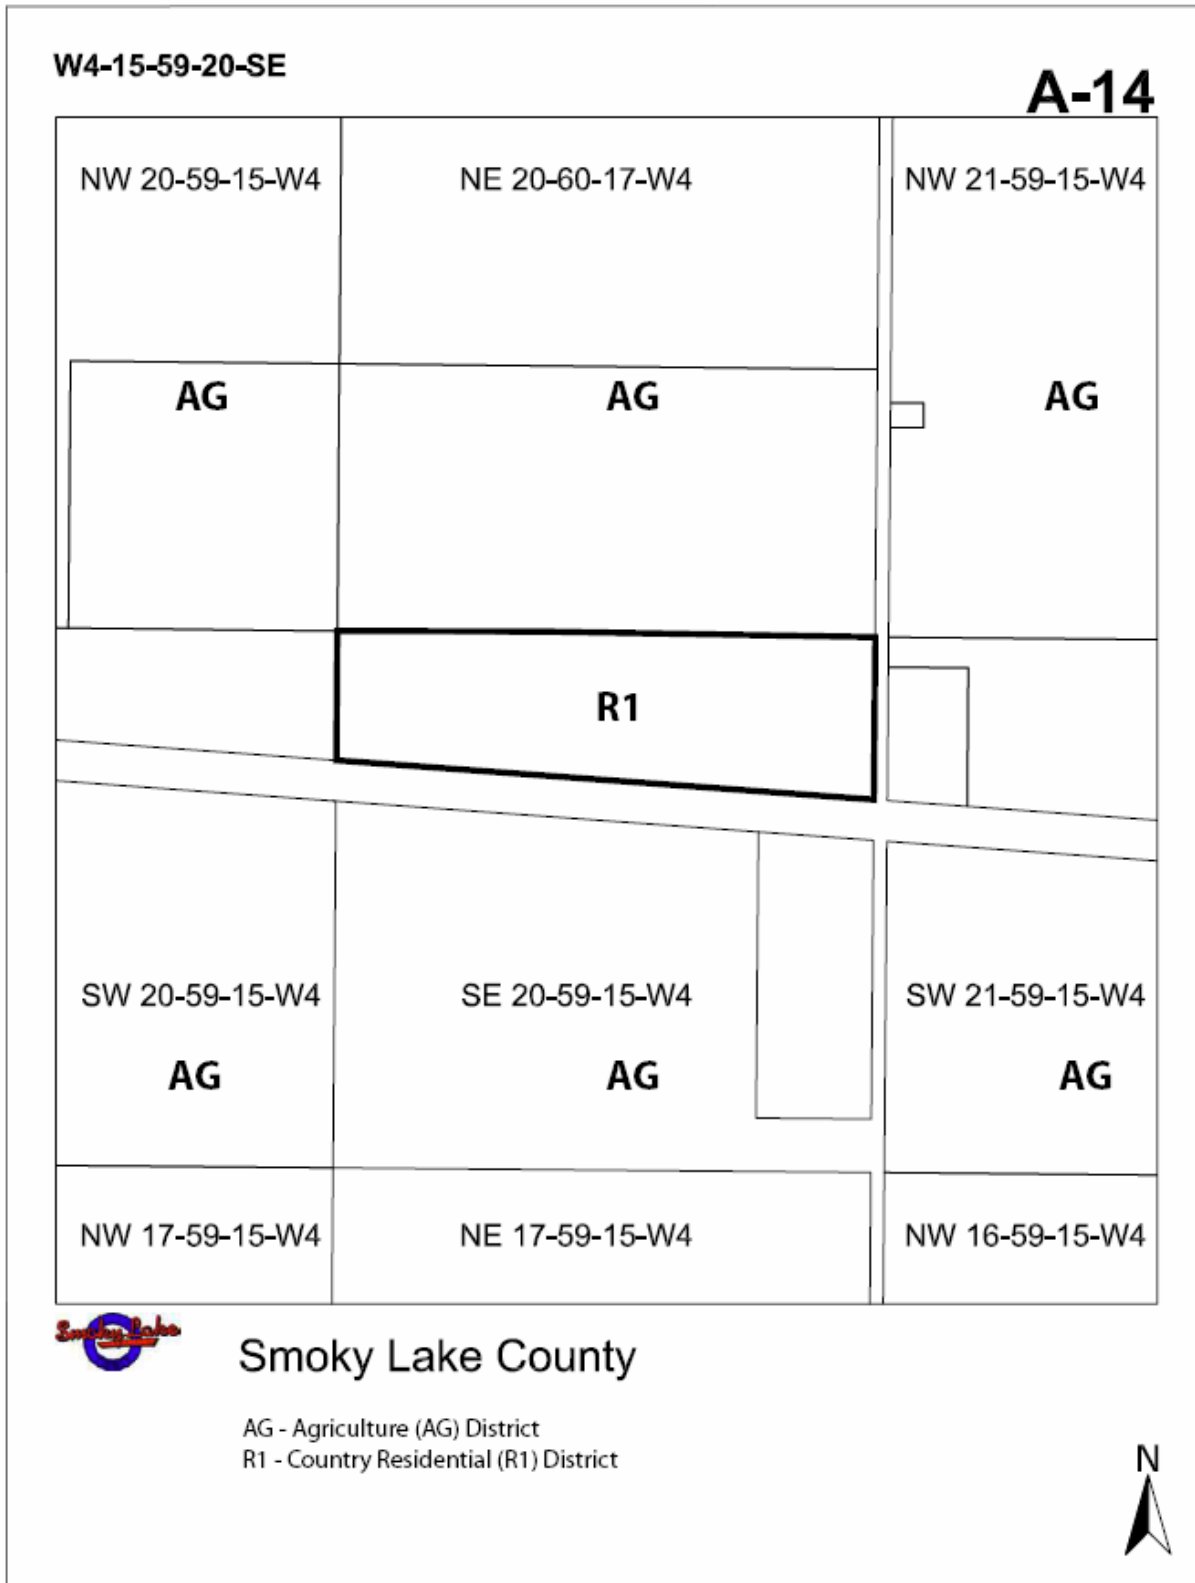 W4-15-59-20-SE
A-14
NW 20-59-15-W4 NE 20-60-17-W4 NW 21-59-15-W4
AG AG AG
R1
SW 20-59-15-W4 SE 20-59-15-W4 SW 21-59-15-W4
AG AG AG
NW 17-59-15-W4 NE 17-59-15-W4 NW 16-59-15-W4
Smoky Lake
Smoky Lake County
AG - Agriculture (AG) District
R1 - Country Residential (R1) District
N